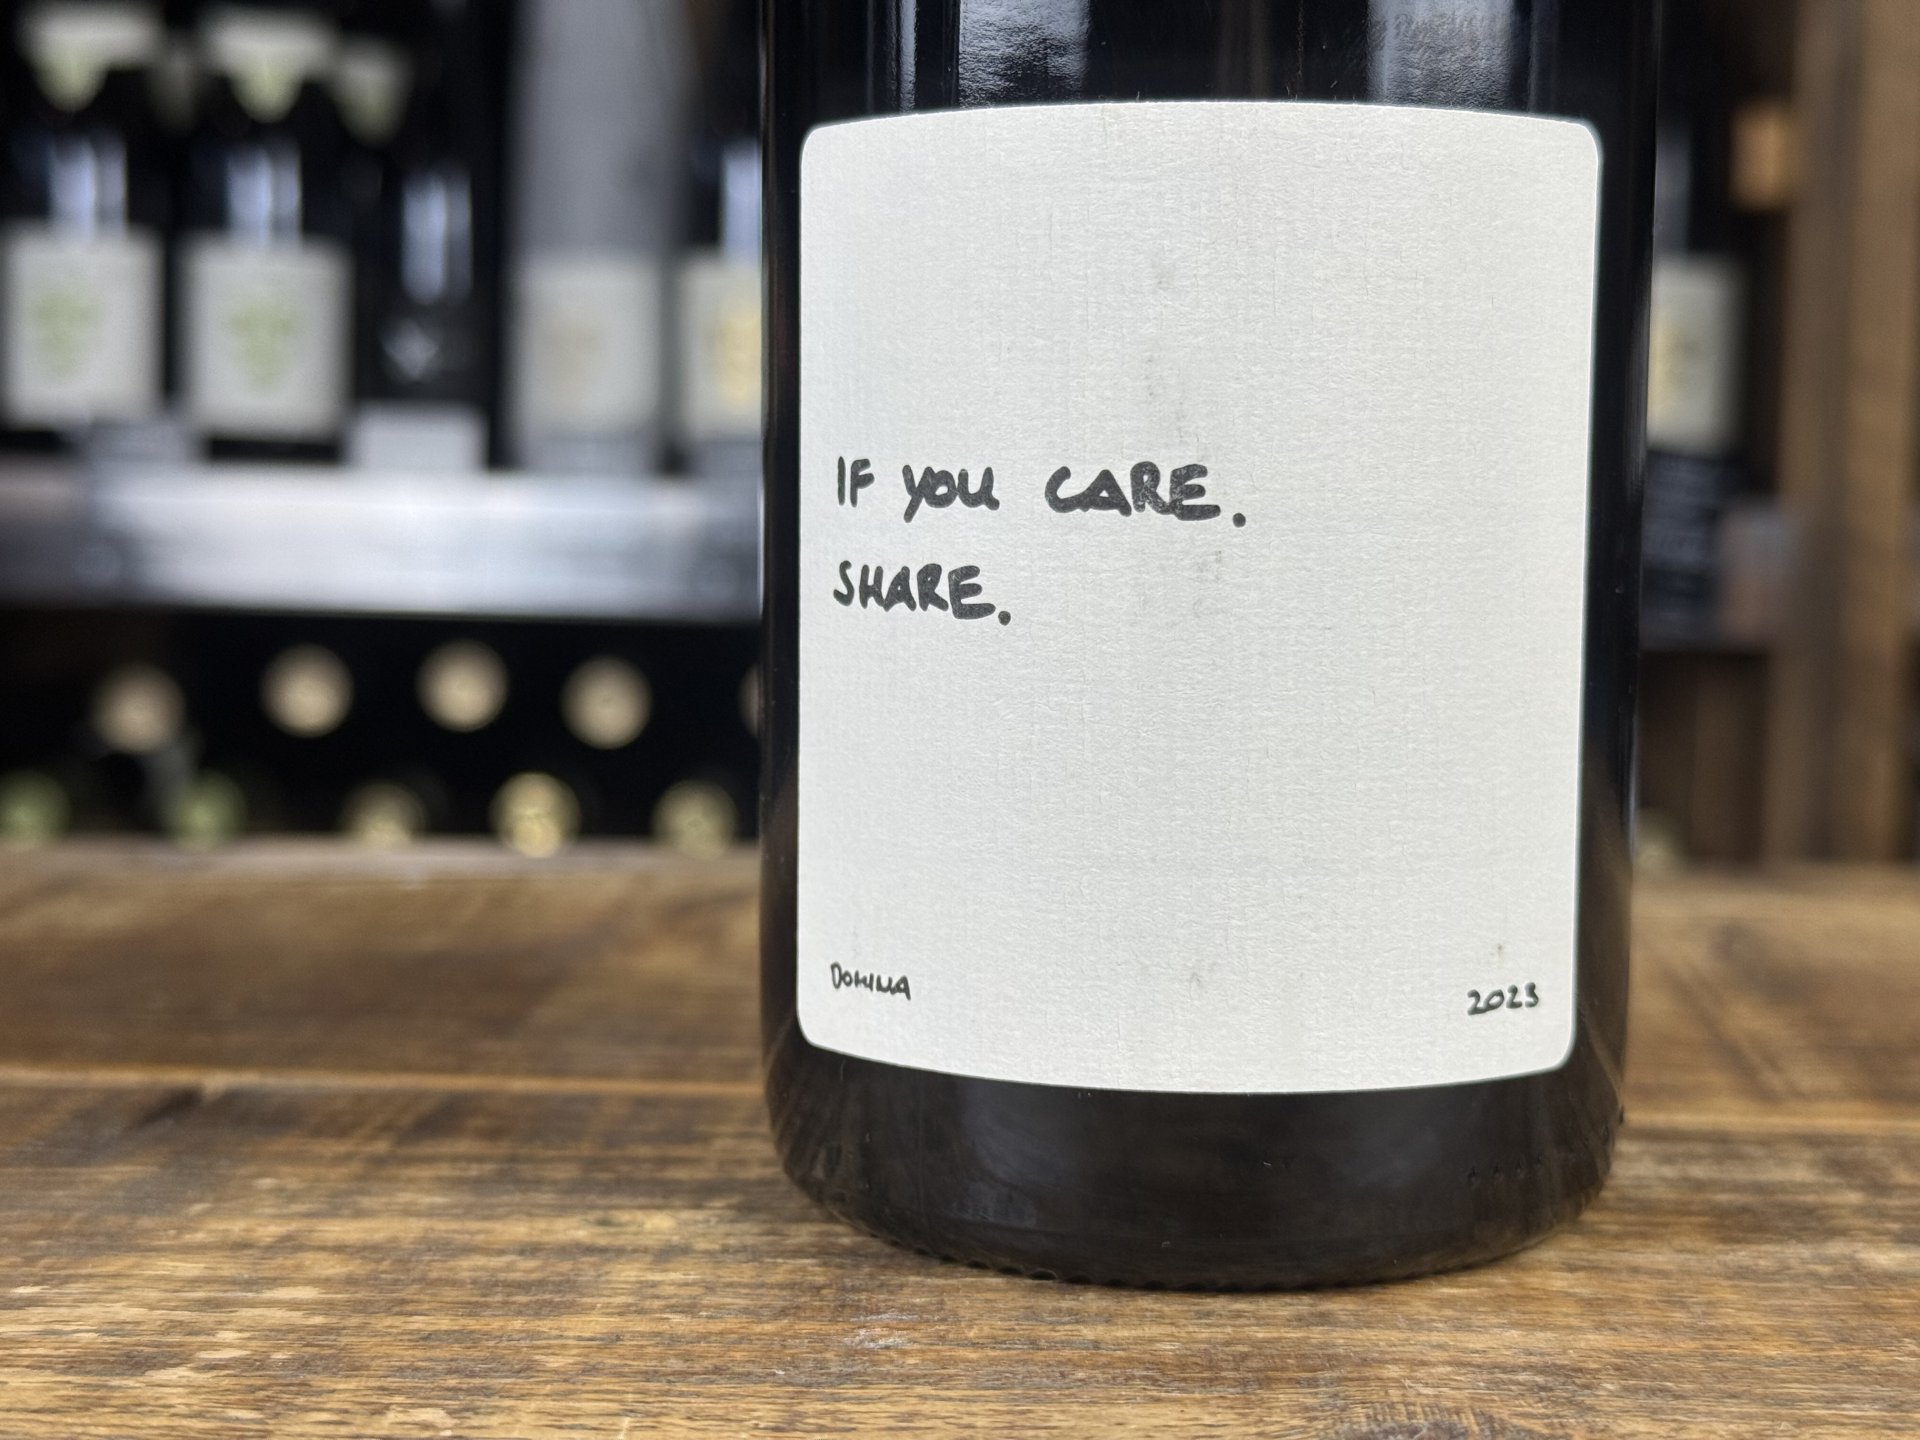 IF YOU CARE.
SHARE.
DOMINA
2023